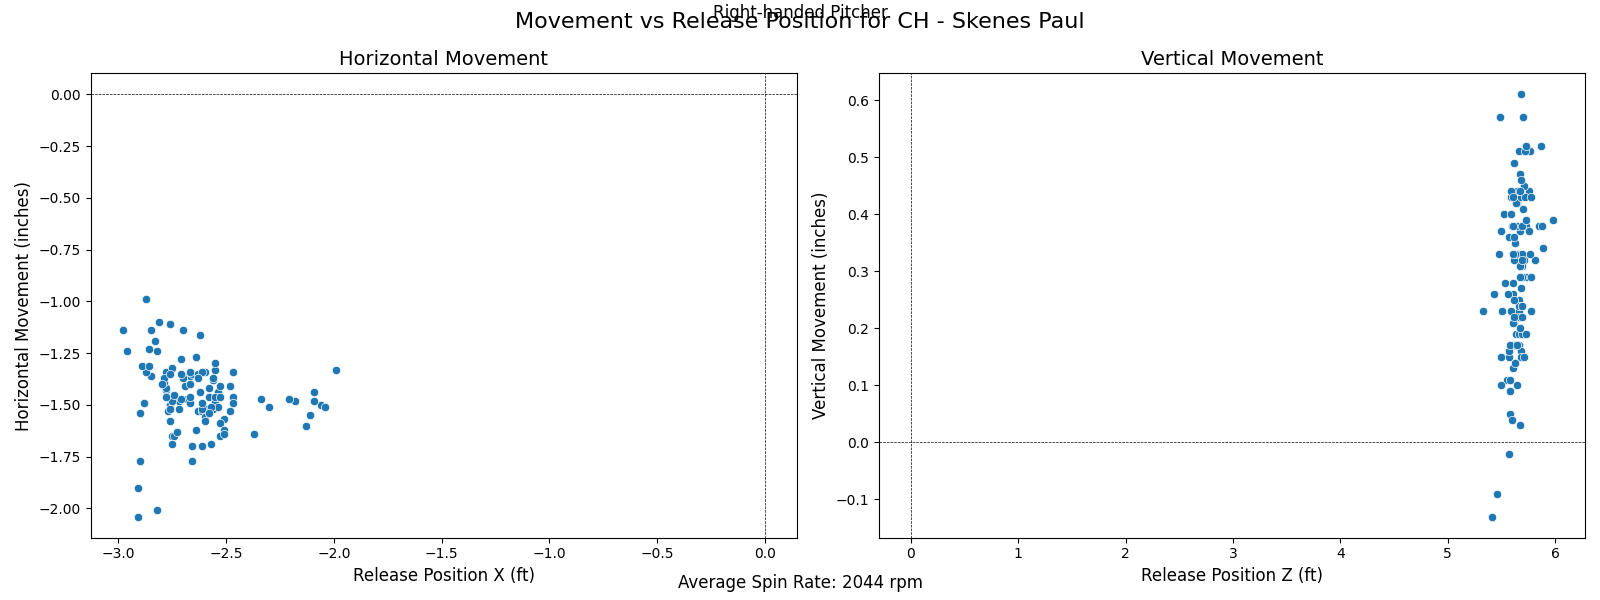 Right-handed Pitcher
Movement vs Release Position for CH - Skenes Paul
Horizontal Movement
Vertical Movement
0.00
−0.25
−0.50
−0.75
−1.00
−1.25
−1.50
−1.75
−2.00
Horizontal Movement (inches)
−3.0 −2.5 −2.0 −1.5 −1.0 −0.5 0.0
Release Position X (ft)
0.6
0.5
0.4
0.3
0.2
0.1
0.0
−0.1
Vertical Movement (inches)
0 1 2 3 4 5 6
Release Position Z (ft)
Average Spin Rate: 2044 rpm